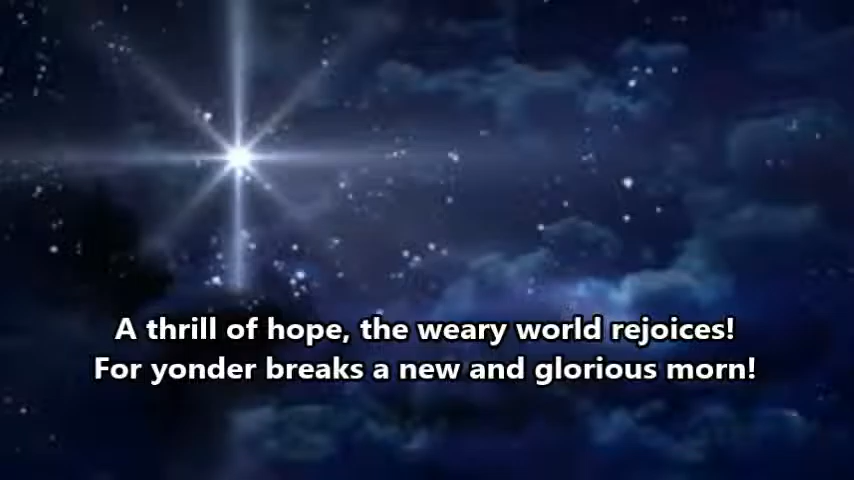 A thrill of hope, the weary world rejoices!
For yonder breaks a new and glorious morn!